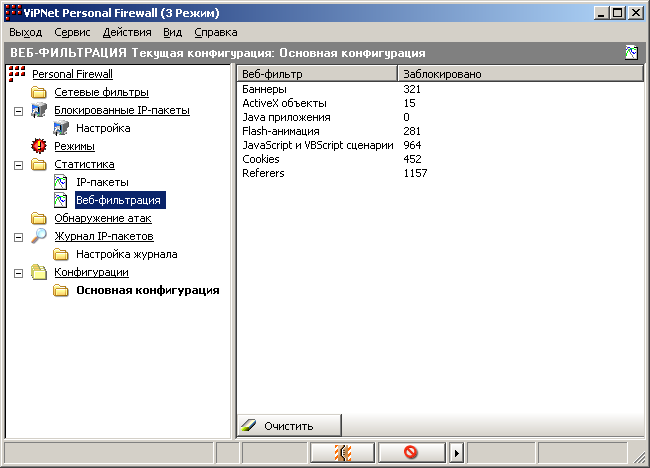 ViPNet Personal Firewall (3 Режим)
Выход Сервис Действия Вид Справка
ВЕБ-ФИЛЬТРАЦИЯ Текущая конфигурация: Основная конфигурация
Personal Firewall
Сетевые фильтры
Блокированные IP-пакеты
Настройка
Режимы
Статистика
IP-пакеты
Веб-фильтрация
Обнаружение атак
Журнал IP-пакетов
Настройка журнала
Конфигурации
Основная конфигурация
Веб-фильтр Заблокировано
Баннеры 321
ActiveX объекты 15
Java приложения 0
Flash-анимация 281
JavaScript и VBScript сценарии 964
Cookies 452
Referers 1157
Очистить